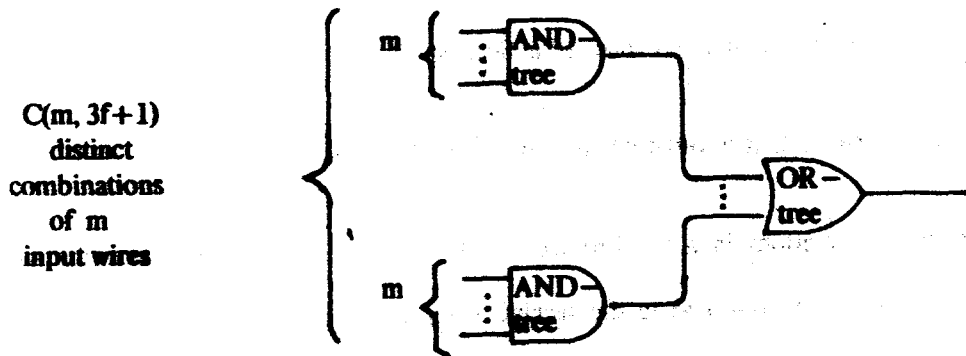 C(m, 3f+1)
distinct
combinations
of m
input wires
m
AND
tree
OR
tree
m
AND
tree